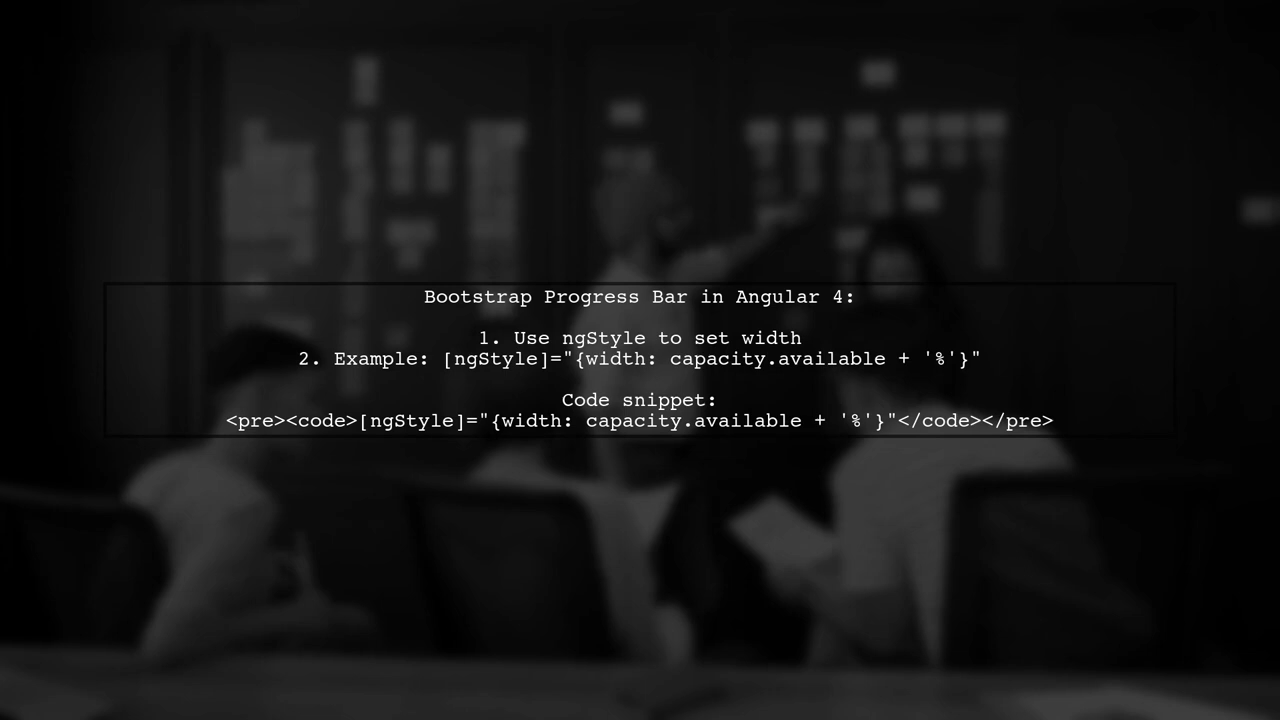 Bootstrap Progress Bar in Angular 4:
1. Use ngStyle to set width
2. Example: [ngStyle]="{width: capacity.available + '%'}"
Code snippet:
<pre><code>[ngStyle]="{width: capacity.available + '%'}"</code></pre>